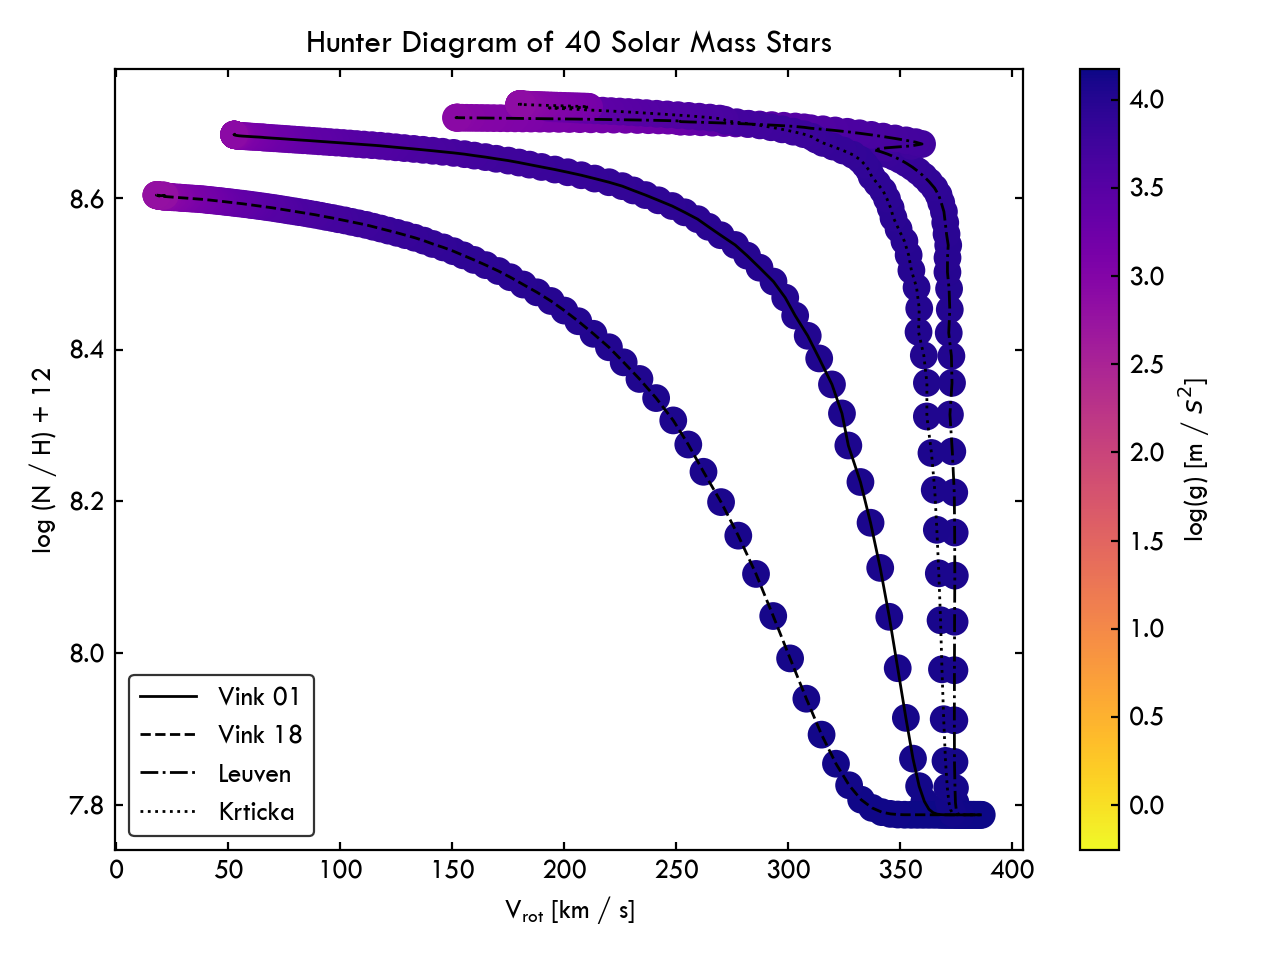 Hunter Diagram of 40 Solar Mass Stars
log (N / H) + 12
8.6
8.4
8.2
8.0
7.8
Vink 01
Vink 18
Leuven
Krticka
0 50 100 150 200 250 300 350 400
V_rot [km / s]
4.0
3.5
3.0
2.5
2.0
1.5
1.0
0.5
0.0
log(g) [m / s²]